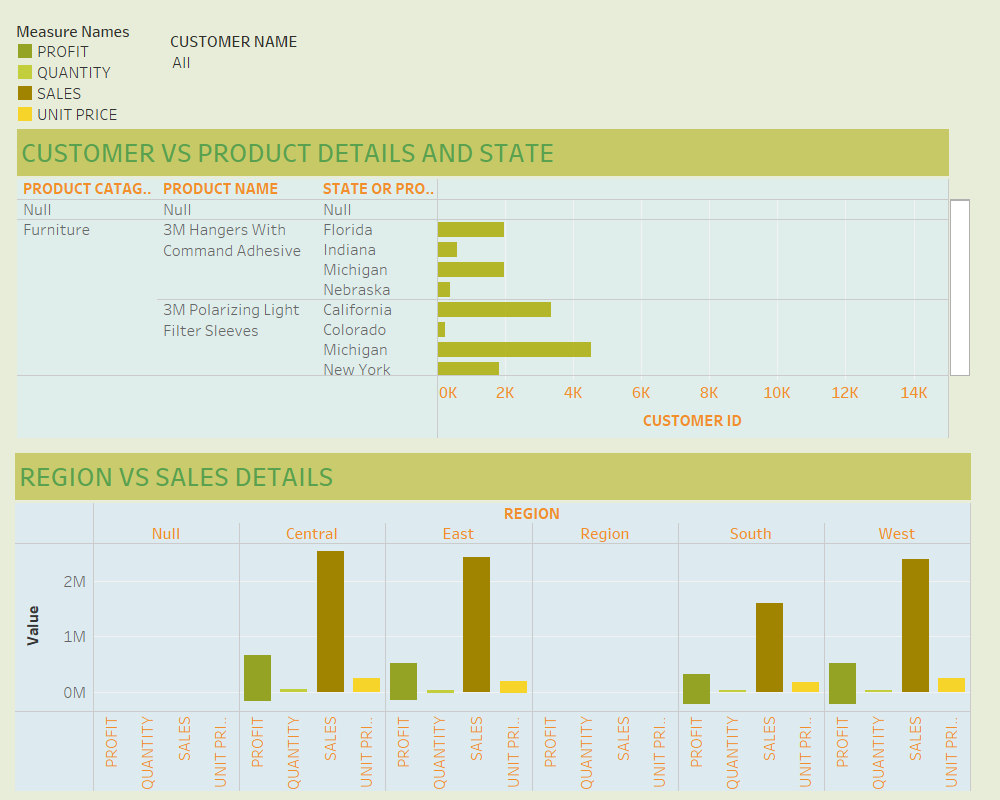 Measure Names
PROFIT
QUANTITY
SALES
UNIT PRICE
CUSTOMER NAME
All
CUSTOMER VS PRODUCT DETAILS AND STATE
PRODUCT CATAG.. PRODUCT NAME STATE OR PRO..
Null Null Null
Furniture 3M Hangers With Florida
Command Adhesive Indiana
Michigan
Nebraska
3M Polarizing Light California
Filter Sleeves Colorado
Michigan
New York
0K 2K 4K 6K 8K 10K 12K 14K
CUSTOMER ID
REGION VS SALES DETAILS
REGION
Null Central East Region South West
Value
2M
1M
0M
PROFIT QUANTITY SALES UNIT PRI.. PROFIT QUANTITY SALES UNIT PRI.. PROFIT QUANTITY SALES UNIT PRI.. PROFIT QUANTITY SALES UNIT PRI.. PROFIT QUANTITY SALES UNIT PRI.. PROFIT QUANTITY SALES UNIT PRI..